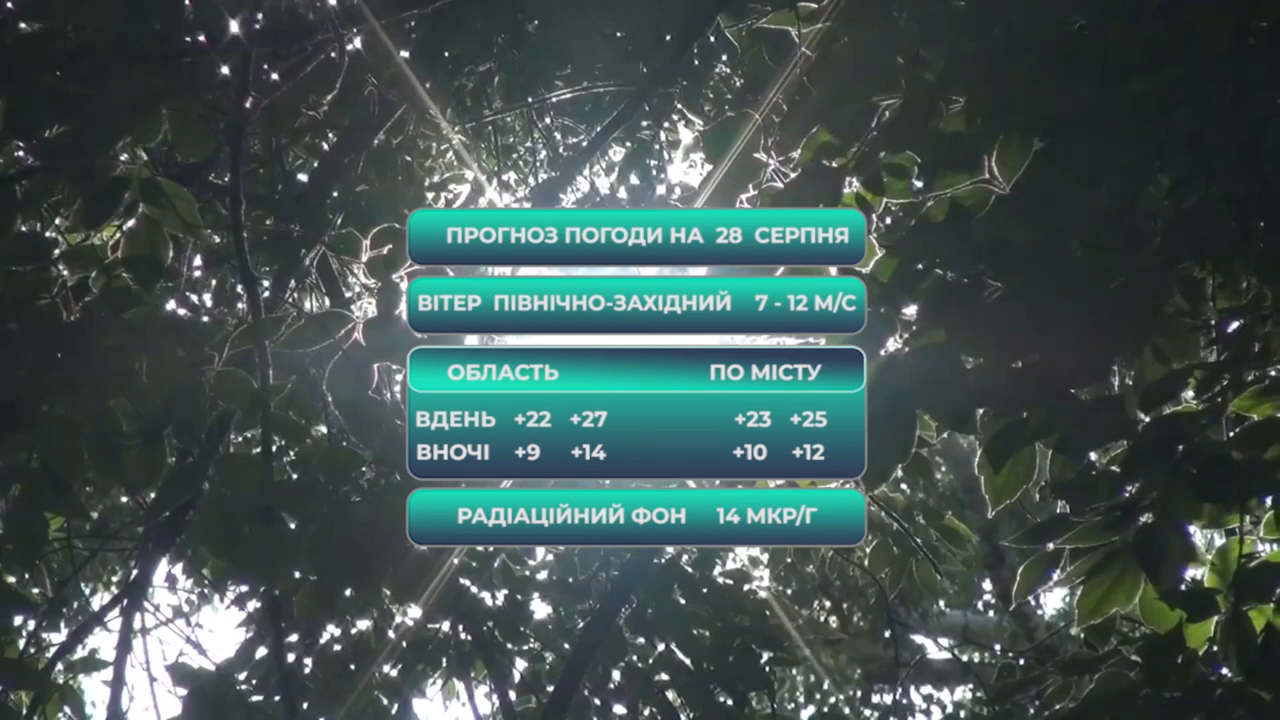 ПРОГНОЗ ПОГОДИ НА 28 СЕРПНЯ
ВІТЕР ПІВНІЧНО-ЗАХІДНИЙ 7 - 12 М/С
ОБЛАСТЬ ПО МІСТУ
ВДЕНЬ +22 +27 +23 +25
ВНОЧІ +9 +14 +10 +12
РАДІАЦІЙНИЙ ФОН 14 МКР/Г